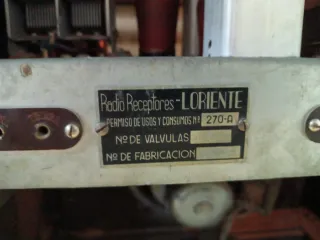 Radio Receptores-LORIENTE
PERMISO DE USOS Y CONSUMOS Nº 270-A
Nº DE VALVULAS
Nº DE FABRICACION